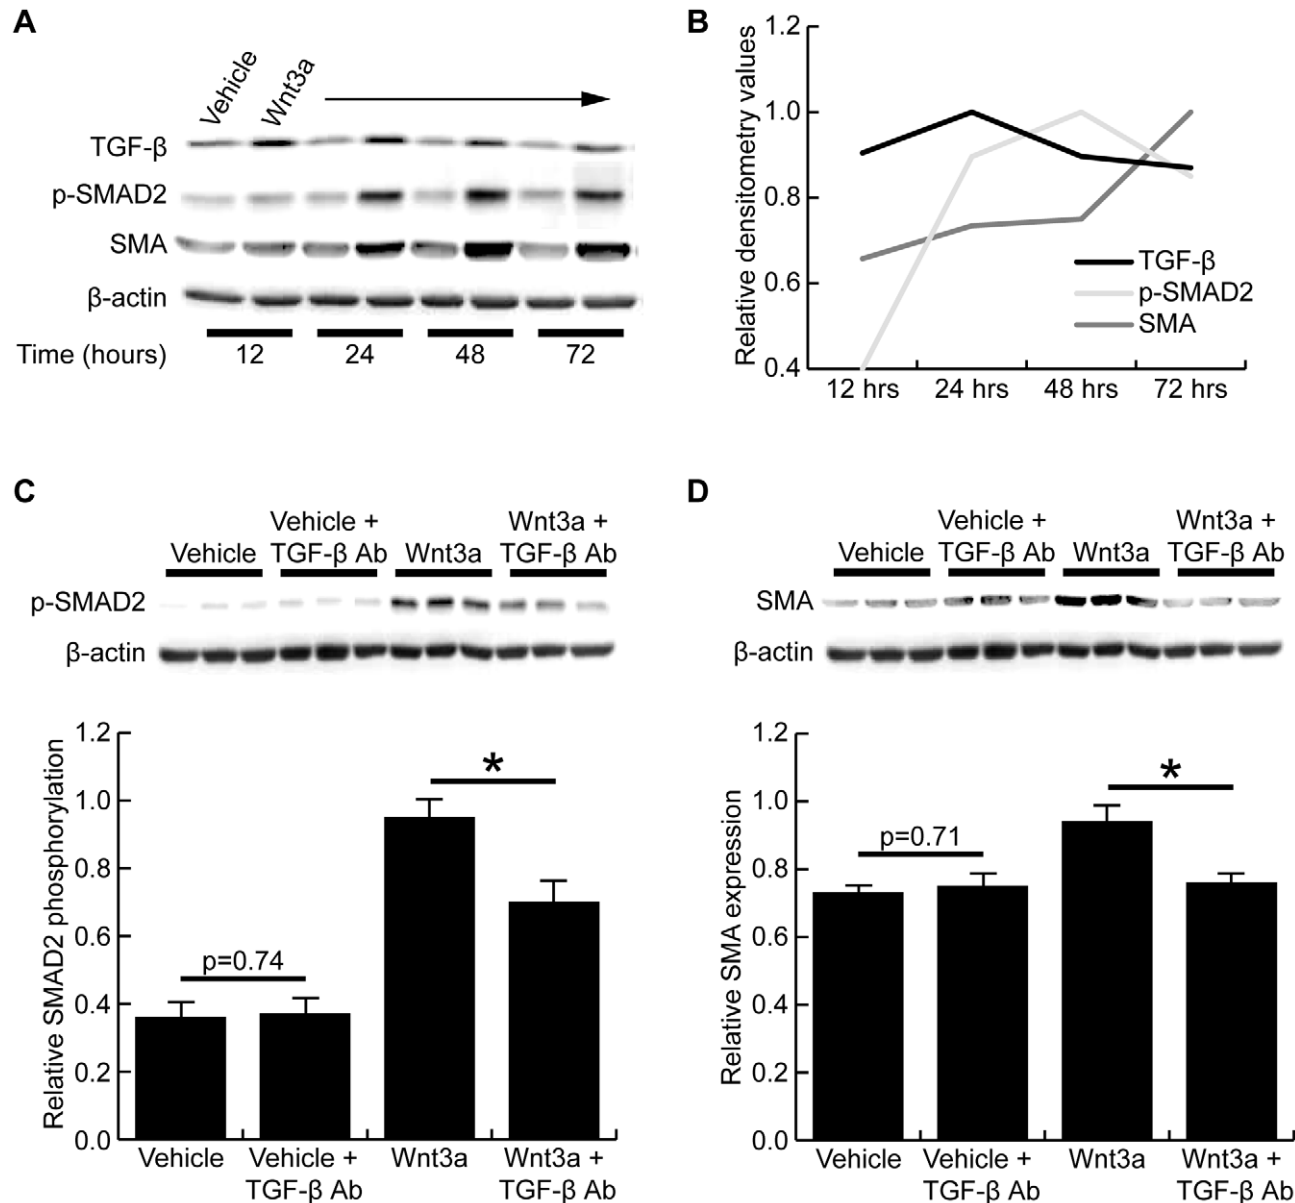 A
Vehicle
Wnt3a
TGF-β
p-SMAD2
SMA
β-actin
Time (hours) 12 24 48 72
B
Relative densitometry values
1.2
1.0
0.8
0.6
0.4
TGF-β
p-SMAD2
SMA
12 hrs 24 hrs 48 hrs 72 hrs
C
Vehicle
Vehicle +
TGF-β Ab
Wnt3a
Wnt3a +
TGF-β Ab
p-SMAD2
β-actin
Relative SMAD2 phosphorylation
1.2
1.0
0.8
0.6
0.4
0.2
0.0
p=0.74
*
Vehicle
Vehicle +
TGF-β Ab
Wnt3a
Wnt3a +
TGF-β Ab
D
Vehicle
Vehicle +
TGF-β Ab
Wnt3a
Wnt3a +
TGF-β Ab
SMA
β-actin
Relative SMA expression
1.2
1.0
0.8
0.6
0.4
0.2
0.0
p=0.71
*
Vehicle
Vehicle +
TGF-β Ab
Wnt3a
Wnt3a +
TGF-β Ab